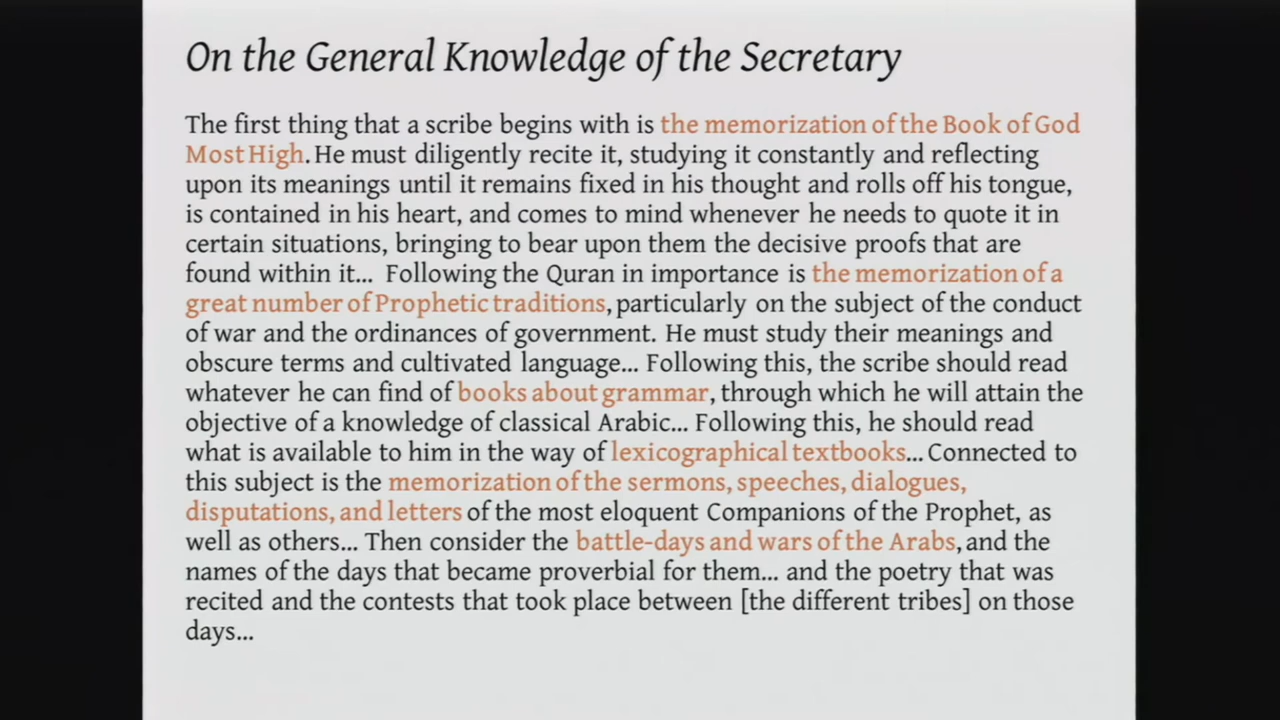 On the General Knowledge of the Secretary
The first thing that a scribe begins with is the memorization of the Book of God
Most High. He must diligently recite it, studying it constantly and reflecting
upon its meanings until it remains fixed in his thought and rolls off his tongue,
is contained in his heart, and comes to mind whenever he needs to quote it in
certain situations, bringing to bear upon them the decisive proofs that are
found within it... Following the Quran in importance is the memorization of a
great number of Prophetic traditions, particularly on the subject of the conduct
of war and the ordinances of government. He must study their meanings and
obscure terms and cultivated language... Following this, the scribe should read
whatever he can find of books about grammar, through which he will attain the
objective of a knowledge of classical Arabic... Following this, he should read
what is available to him in the way of lexicographical textbooks... Connected to
this subject is the memorization of the sermons, speeches, dialogues,
disputations, and letters of the most eloquent Companions of the Prophet, as
well as others... Then consider the battle-days and wars of the Arabs, and the
names of the days that became proverbial for them... and the poetry that was
recited and the contests that took place between [the different tribes] on those
days...